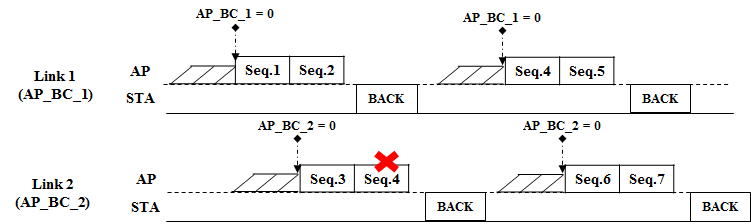 AP_BC_1 = 0 AP_BC_1 = 0
Link 1 AP Seq.1 Seq.2 Seq.4 Seq.5
(AP_BC_1) STA BACK BACK
AP_BC_2 = 0 AP_BC_2 = 0
Link 2 AP Seq.3 Seq.4 Seq.6 Seq.7
(AP_BC_2) STA BACK BACK